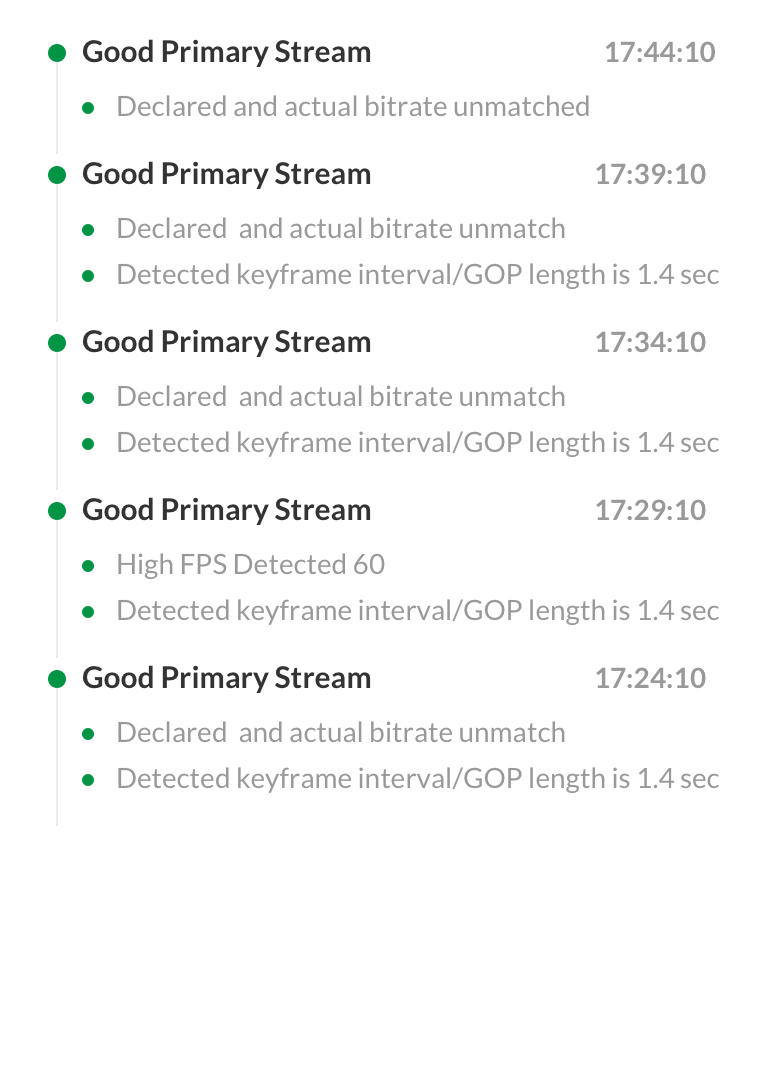 Good Primary Stream 17:44:10
Declared and actual bitrate unmatched
Good Primary Stream 17:39:10
Declared  and actual bitrate unmatch
Detected keyframe interval/GOP length is 1.4 sec
Good Primary Stream 17:34:10
Declared  and actual bitrate unmatch
Detected keyframe interval/GOP length is 1.4 sec
Good Primary Stream 17:29:10
High FPS Detected 60
Detected keyframe interval/GOP length is 1.4 sec
Good Primary Stream 17:24:10
Declared  and actual bitrate unmatch
Detected keyframe interval/GOP length is 1.4 sec